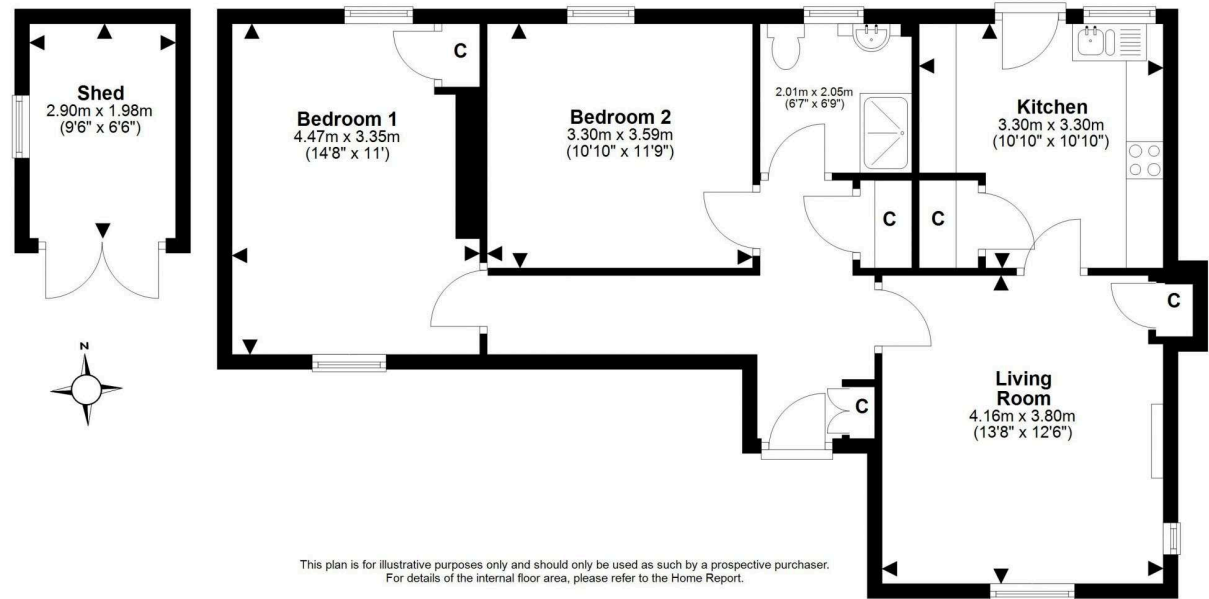 Shed
2.90m x 1.98m
(9'6" x 6'6")
N
Bedroom 1
4.47m x 3.35m
(14'8" x 11')
C
Bedroom 2
3.30m x 3.59m
(10'10" x 11'9")
2.01m x 2.05m
(6'7" x 6'9")
Kitchen
3.30m x 3.30m
(10'10" x 10'10")
C
C
C
C
Living
Room
4.16m x 3.80m
(13'8" x 12'6")
This plan is for illustrative purposes only and should only be used as such by a prospective purchaser.
For details of the internal floor area, please refer to the Home Report.